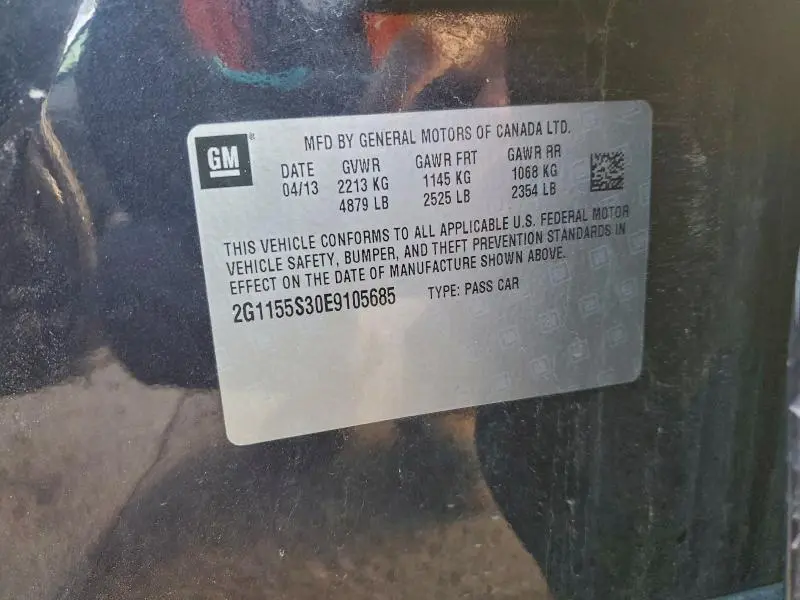 GM
MFD BY GENERAL MOTORS OF CANADA LTD.
DATE GVWR GAWR FRT GAWR RR
04/13 2213 KG 1145 KG 1068 KG
4879 LB 2525 LB 2354 LB
THIS VEHICLE CONFORMS TO ALL APPLICABLE U.S. FEDERAL MOTOR
VEHICLE SAFETY, BUMPER, AND THEFT PREVENTION STANDARDS IN
EFFECT ON THE DATE OF MANUFACTURE SHOWN ABOVE.
2G1155S30E9105685 TYPE: PASS CAR